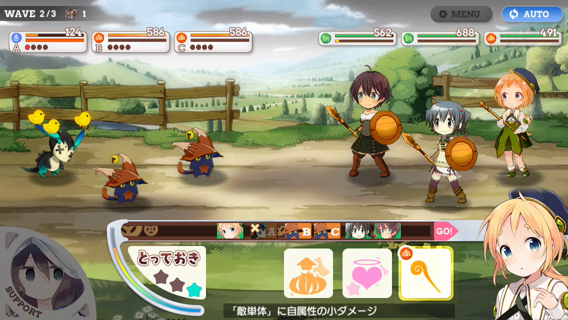 WAVE 2/3 1
MENU
AUTO
124
586
586
562
688
491
A
B
C
B
C
GO!
とっておき
SUPPORT
「敵単体」に自属性の小ダメージ